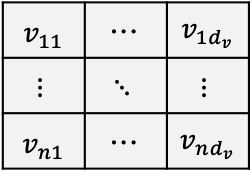 v₁₁ ⋯ v₁dᵥ
⋮ ⋱ ⋮
vₙ₁ ⋯ vₙdᵥ